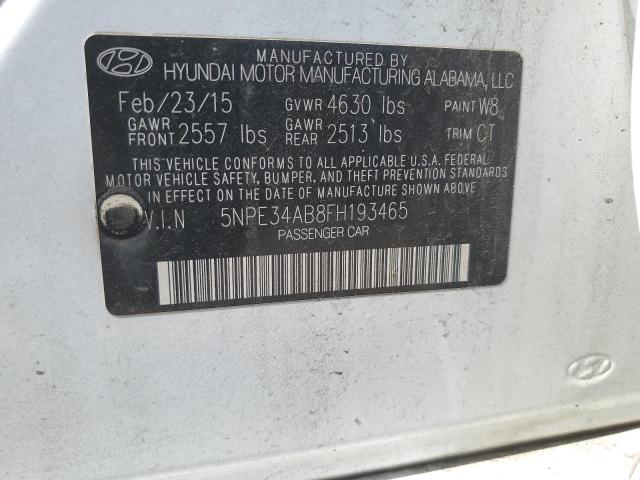 MANUFACTURED BY
HYUNDAI MOTOR MANUFACTURING ALABAMA, LLC
Feb/23/15 GVWR 4630 lbs PAINT W8
GAWR FRONT 2557 lbs GAWR REAR 2513 lbs TRIM CT
THIS VEHICLE CONFORMS TO ALL APPLICABLE U.S.A. FEDERAL
MOTOR VEHICLE SAFETY, BUMPER, AND THEFT PREVENTION STANDARDS
IN EFFECT ON THE DATE OF MANUFACTURE SHOWN ABOVE.
V.I.N 5NPE34AB8FH193465
PASSENGER CAR